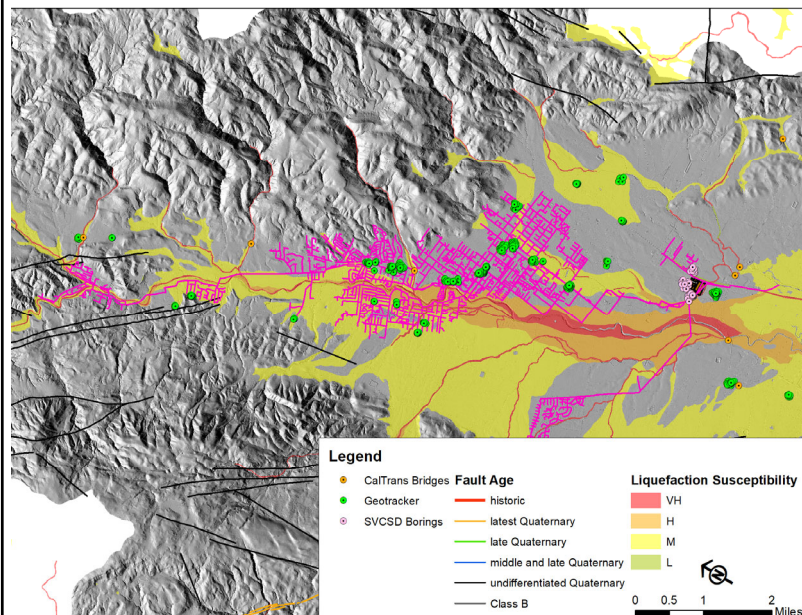 Legend
CalTrans Bridges
Geotracker
SVCSD Borings
Fault Age
historic
latest Quaternary
late Quaternary
middle and late Quaternary
undifferentiated Quaternary
Class B
Liquefaction Susceptibility
VH
H
M
L
N
0 0.5 1 2
Miles